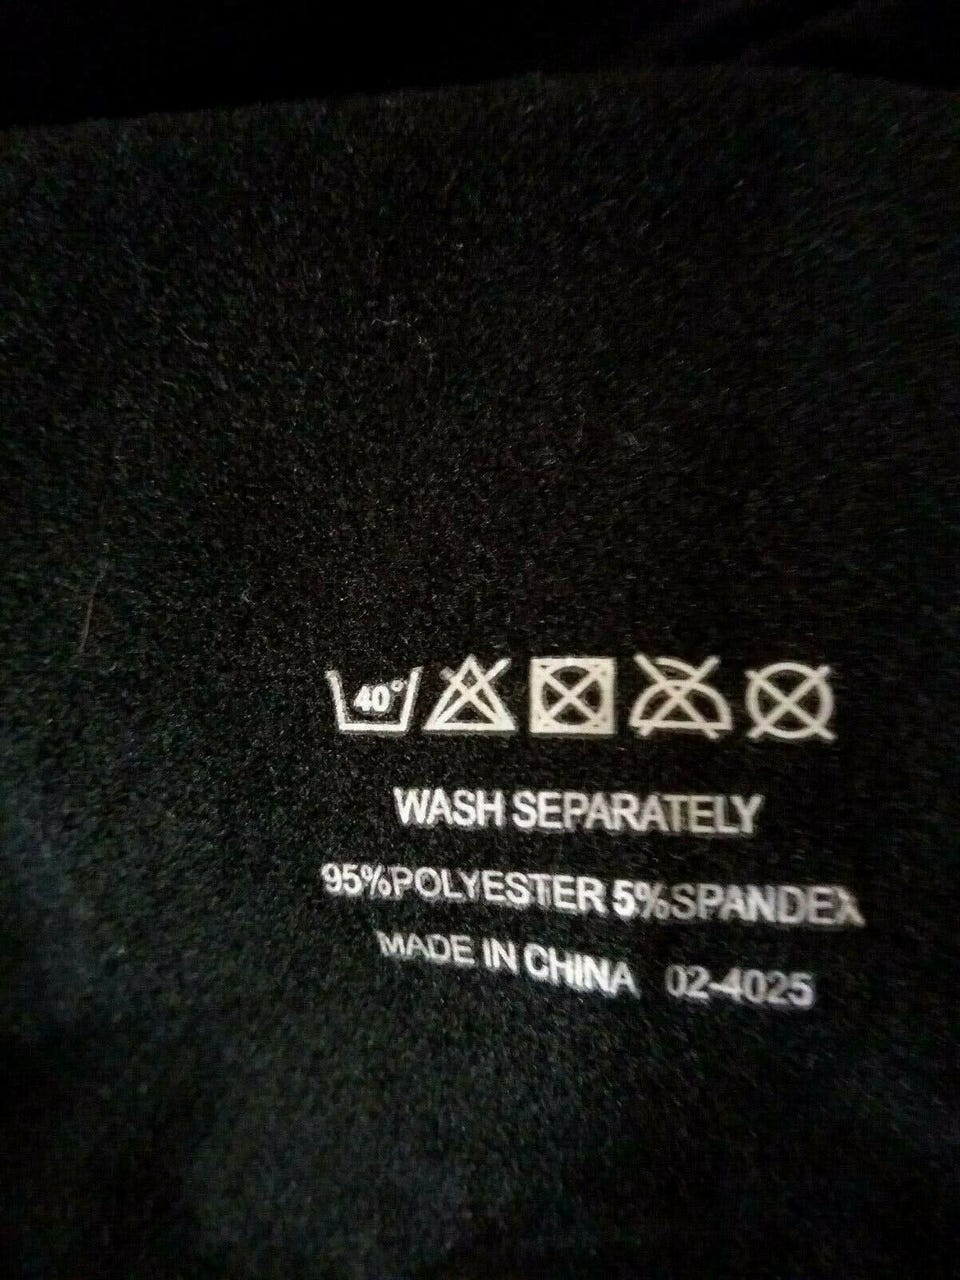 40°
WASH SEPARATELY
95%POLYESTER 5%SPANDEX
MADE IN CHINA 02-4025